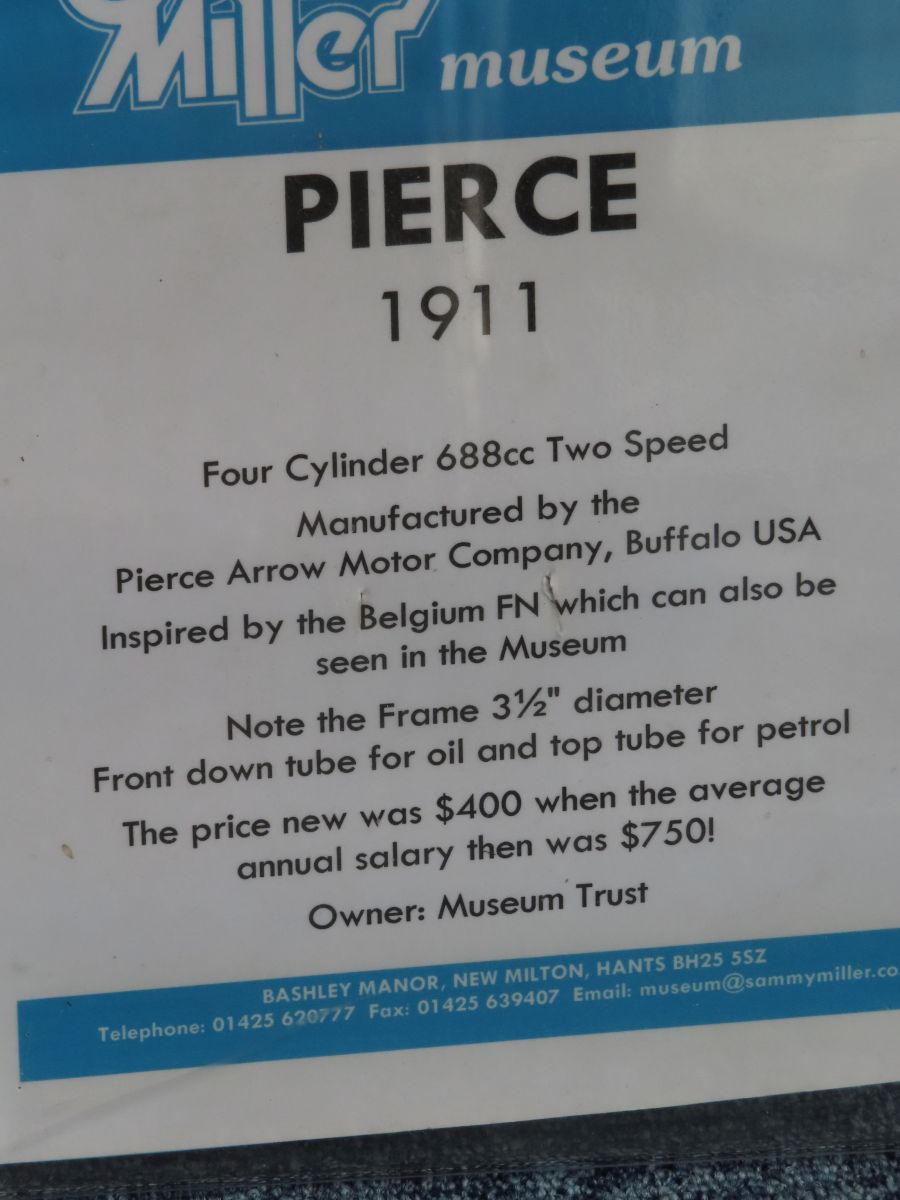 Miller museum
PIERCE
1911
Four Cylinder 688cc Two Speed
Manufactured by the
Pierce Arrow Motor Company, Buffalo USA
Inspired by the Belgium FN which can also be
seen in the Museum
Note the Frame 3½" diameter
Front down tube for oil and top tube for petrol
The price new was $400 when the average
annual salary then was $750!
Owner: Museum Trust
BASHLEY MANOR, NEW MILTON, HANTS BH25 5SZ
Telephone: 01425 620777 Fax: 01425 639407 Email: museum@sammymiller.co